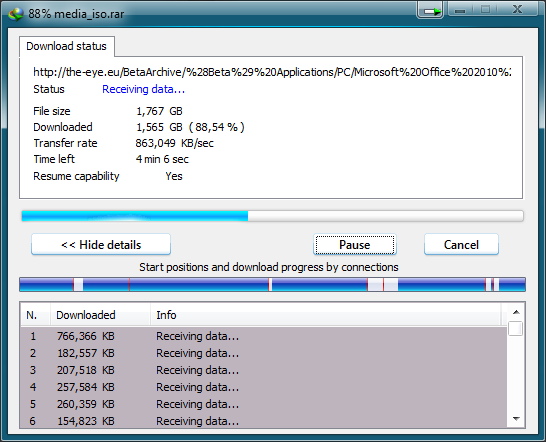 88% media_iso.rar
Download status
http://the-eye.eu/BetaArchive/%28Beta%29%20Applications/PC/Microsoft%20Office%202010%2
Status Receiving data...
File size 1,767 GB
Downloaded 1,565 GB ( 88,54 % )
Transfer rate 863,049 KB/sec
Time left 4 min 6 sec
Resume capability Yes
<< Hide details Pause Cancel
Start positions and download progress by connections
N. Downloaded Info
1 766,366 KB Receiving data...
2 182,557 KB Receiving data...
3 207,518 KB Receiving data...
4 257,584 KB Receiving data...
5 260,359 KB Receiving data...
6 154,823 KB Receiving data...